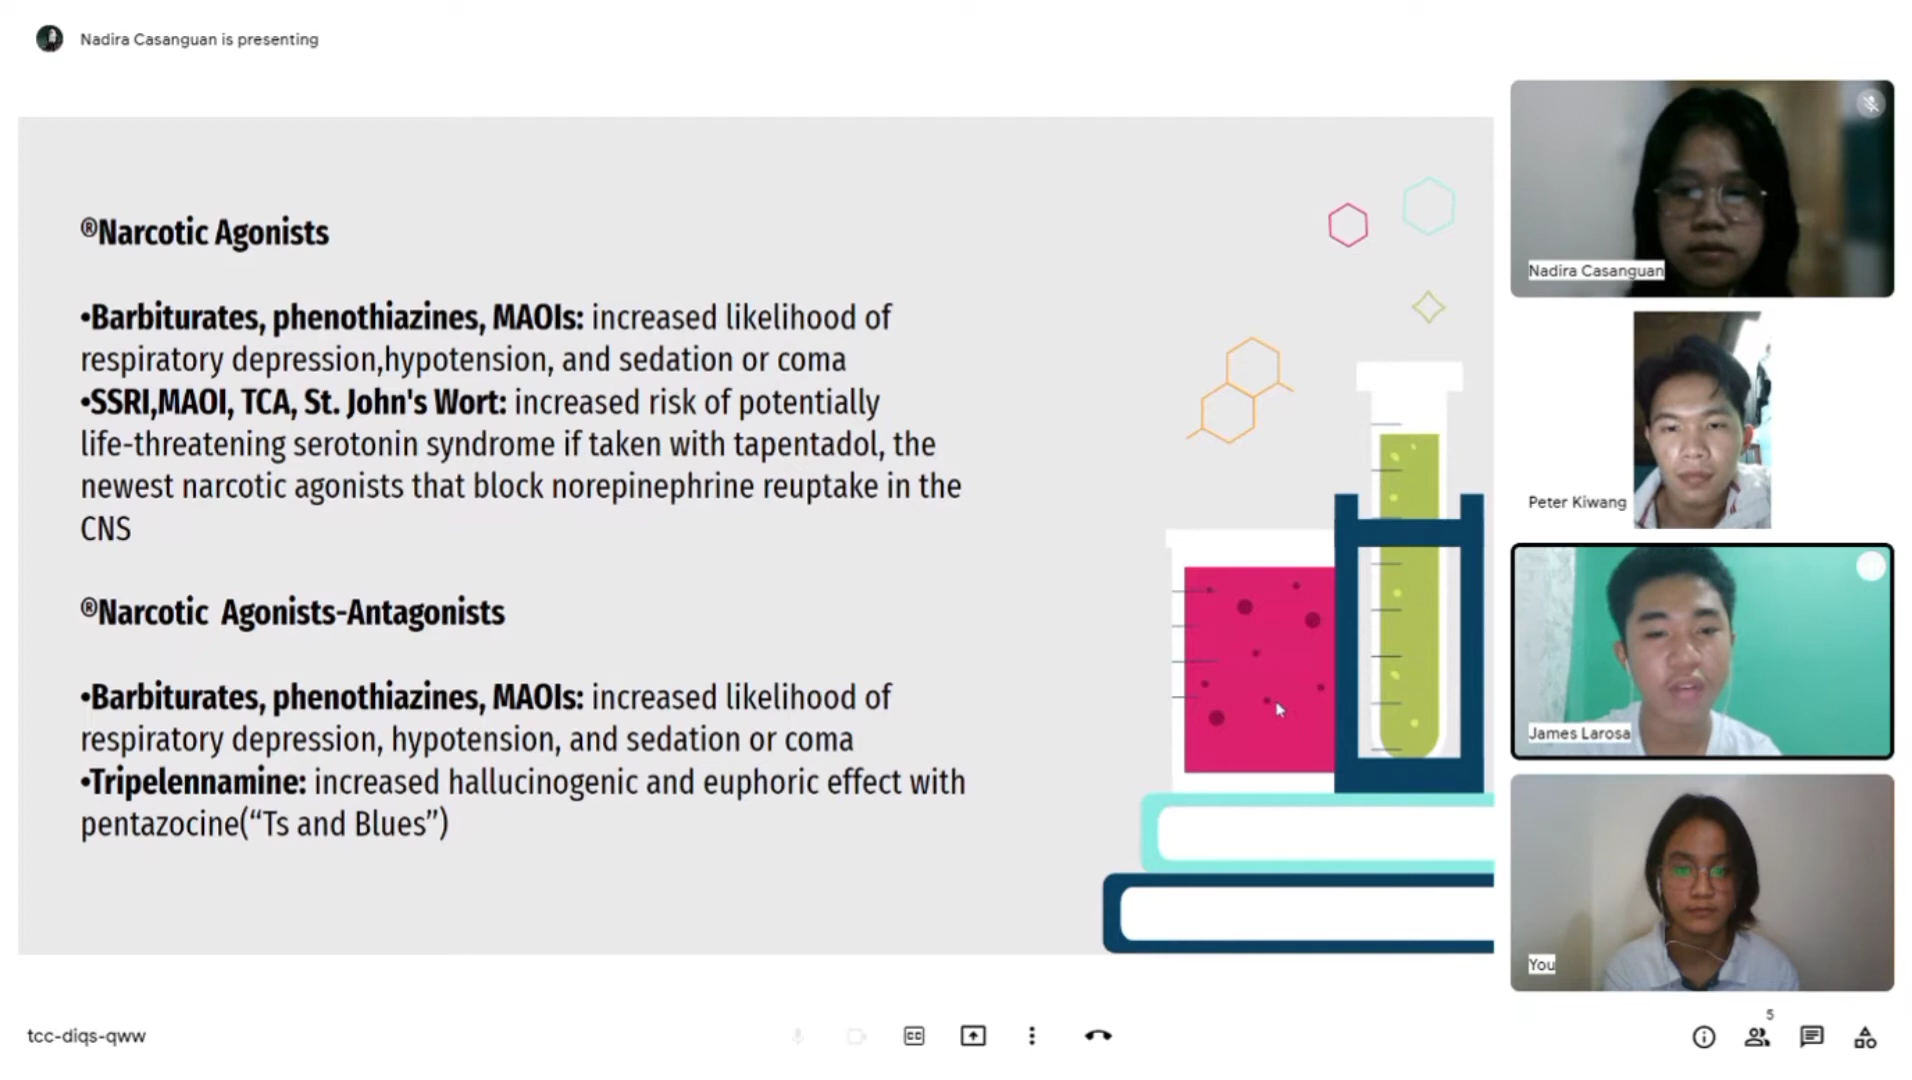 Nadira Casanguan is presenting
®Narcotic Agonists
•Barbiturates, phenothiazines, MAOIs: increased likelihood of
respiratory depression,hypotension, and sedation or coma
•SSRI,MAOI, TCA, St. John's Wort: increased risk of potentially
life-threatening serotonin syndrome if taken with tapentadol, the
newest narcotic agonists that block norepinephrine reuptake in the
CNS
®Narcotic  Agonists-Antagonists
•Barbiturates, phenothiazines, MAOIs: increased likelihood of
respiratory depression, hypotension, and sedation or coma
•Tripelennamine: increased hallucinogenic and euphoric effect with
pentazocine(“Ts and Blues”)
Nadira Casanguan
Peter Kiwang
James Larosa
You
tcc-diqs-qww
CC
5